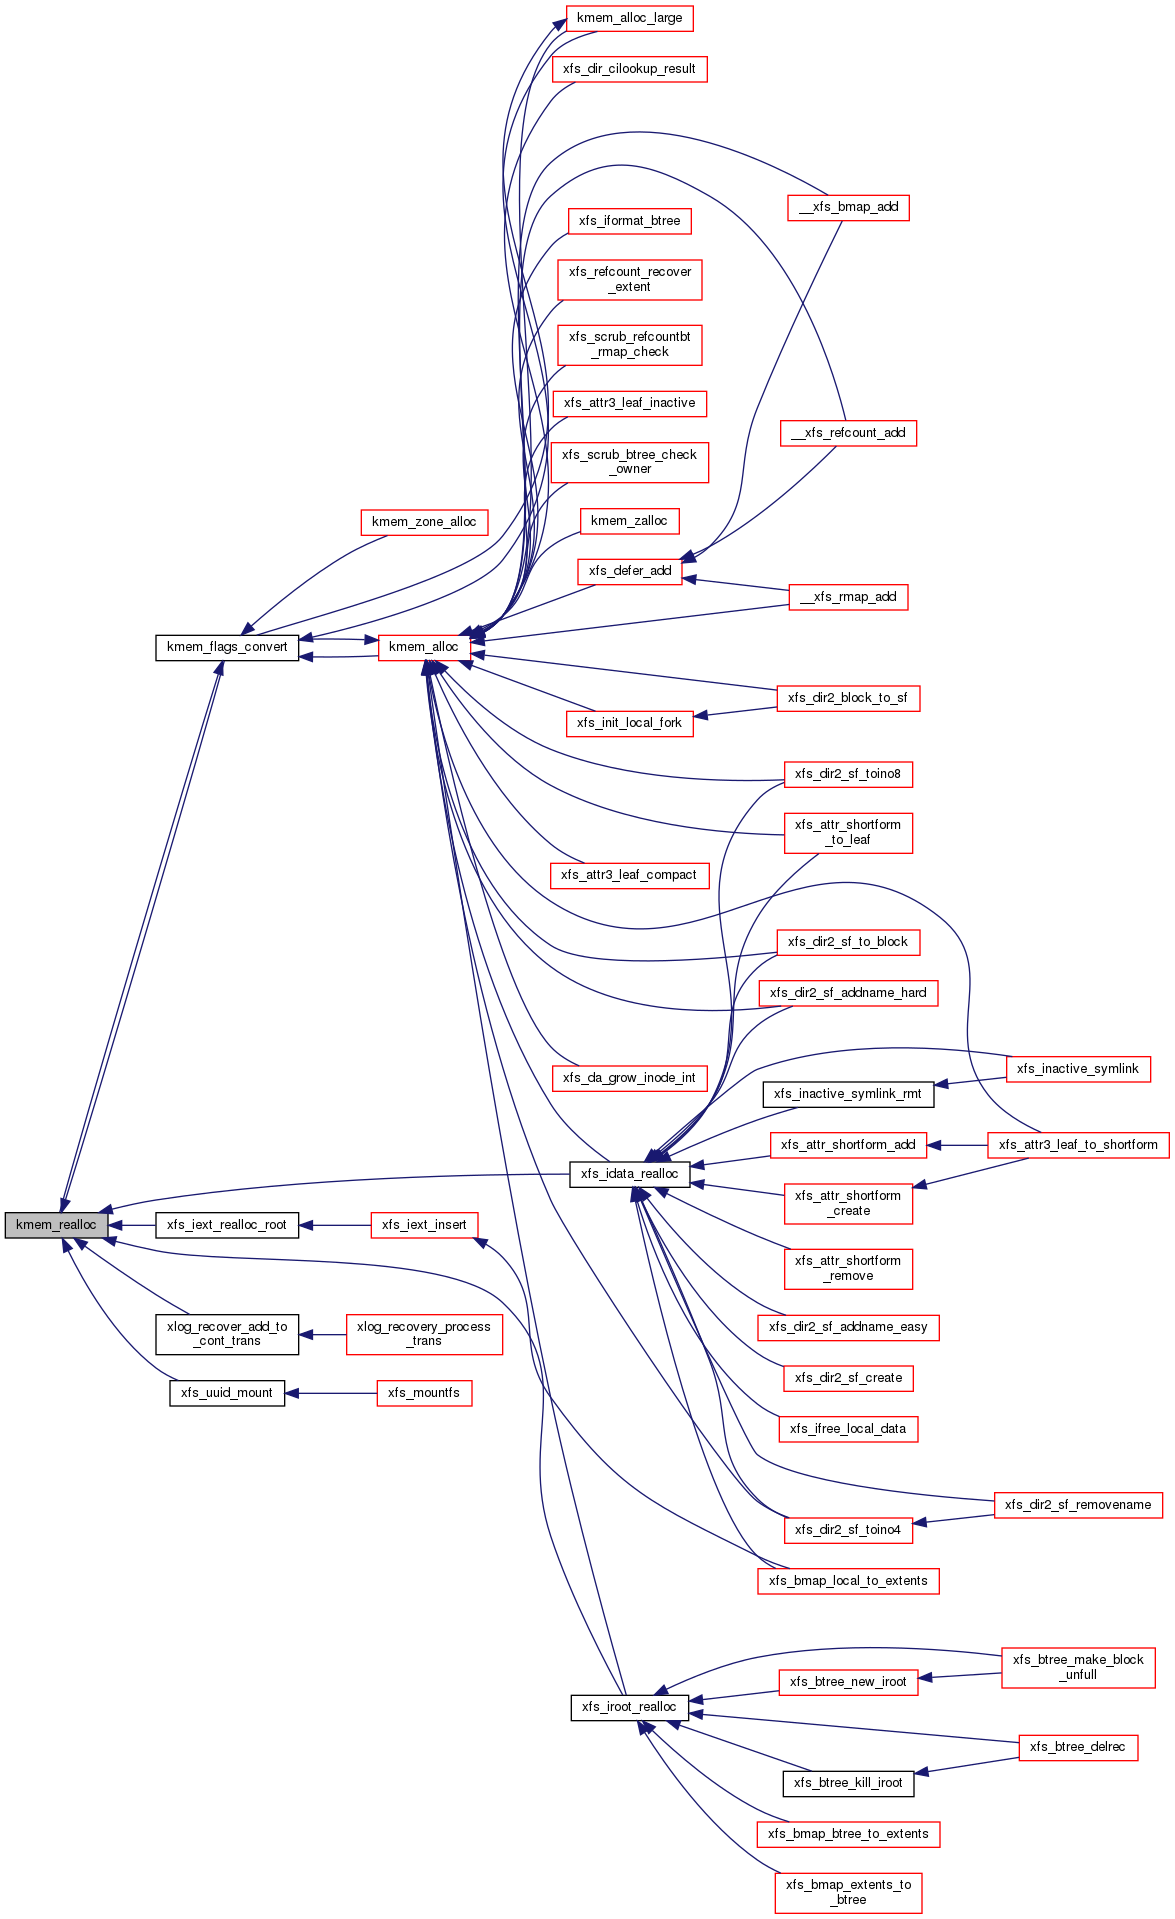 kmem_alloc_large
xfs_dir_cilookup_result
__xfs_bmap_add
xfs_iformat_btree
xfs_refcount_recover
_extent
xfs_scrub_refcountbt
_rmap_check
xfs_attr3_leaf_inactive
__xfs_refcount_add
xfs_scrub_btree_check
_owner
kmem_zone_alloc
kmem_zalloc
xfs_defer_add
__xfs_rmap_add
kmem_flags_convert
kmem_alloc
xfs_dir2_block_to_sf
xfs_init_local_fork
xfs_dir2_sf_toino8
xfs_attr_shortform
_to_leaf
xfs_attr3_leaf_compact
xfs_dir2_sf_to_block
xfs_dir2_sf_addname_hard
xfs_da_grow_inode_int
xfs_inactive_symlink
xfs_inactive_symlink_rmt
xfs_attr_shortform_add
xfs_attr3_leaf_to_shortform
xfs_idata_realloc
xfs_attr_shortform
_create
kmem_realloc
xfs_iext_realloc_root
xfs_iext_insert
xfs_attr_shortform
_remove
xlog_recover_add_to
_cont_trans
xlog_recovery_process
_trans
xfs_dir2_sf_addname_easy
xfs_uuid_mount
xfs_mountfs
xfs_dir2_sf_create
xfs_ifree_local_data
xfs_dir2_sf_removename
xfs_dir2_sf_toino4
xfs_bmap_local_to_extents
xfs_btree_make_block
_unfull
xfs_btree_new_iroot
xfs_iroot_realloc
xfs_btree_delrec
xfs_btree_kill_iroot
xfs_bmap_btree_to_extents
xfs_bmap_extents_to
_btree